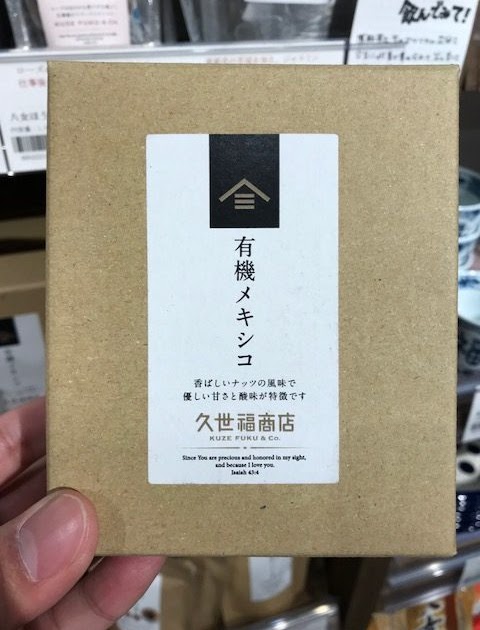 飲んでみて!
有機メキシコ
香ばしいナッツの風味で
優しい甘さと酸味が特徴です
久世福商店
KUZE FUKU & Co.
Since You are precious and honored in my sight,
and because I love you.
Isaiah 43:4